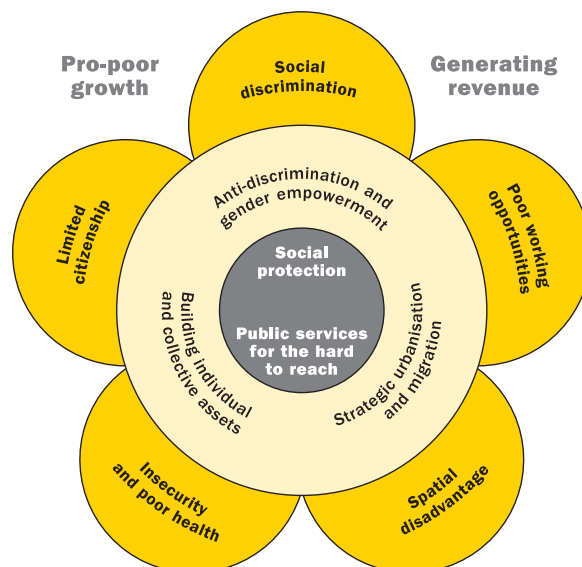 Pro-poor
growth
Social
discrimination
Generating
revenue
Limited
citizenship
Anti-discrimination and
gender empowerment
Poor working
opportunities
Social
protection
Public services
for the hard
to reach
Building individual
and collective assets
Strategic urbanisation
and migration
Insecurity
and poor health
Spatial
disadvantage